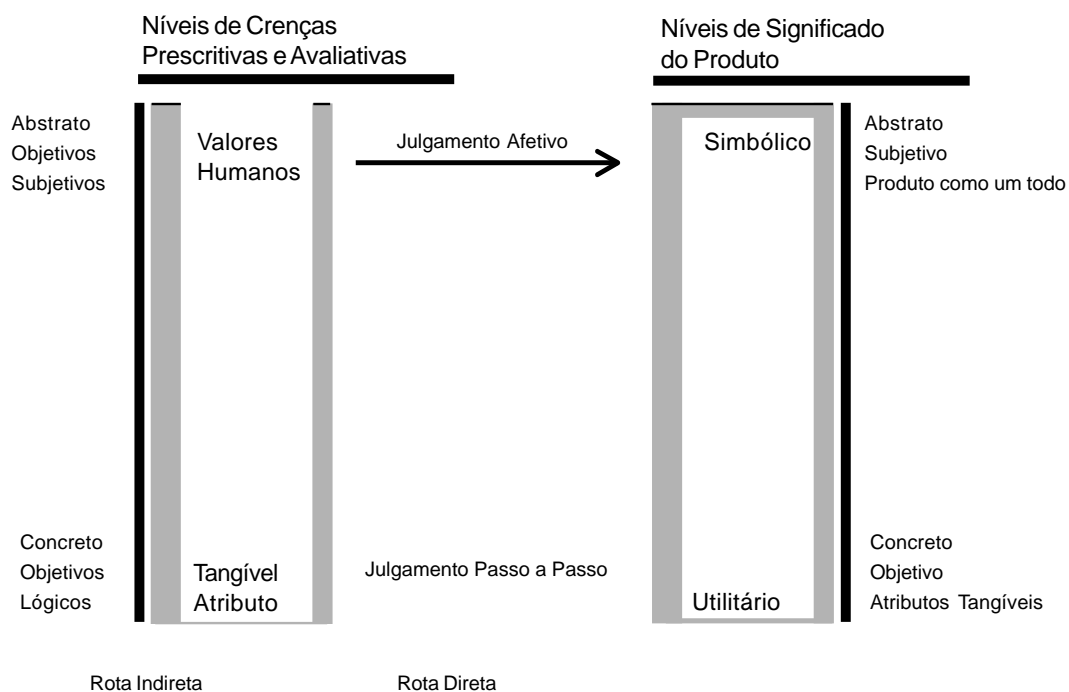 Níveis de Crenças
Prescritivas e Avaliativas
Níveis de Significado
do Produto
Abstrato
Objetivos
Subjetivos
Valores
Humanos
Julgamento Afetivo
Simbólico
Abstrato
Subjetivo
Produto como um todo
Concreto
Objetivos
Lógicos
Tangível
Atributo
Julgamento Passo a Passo
Utilitário
Concreto
Objetivo
Atributos Tangíveis
Rota Indireta
Rota Direta